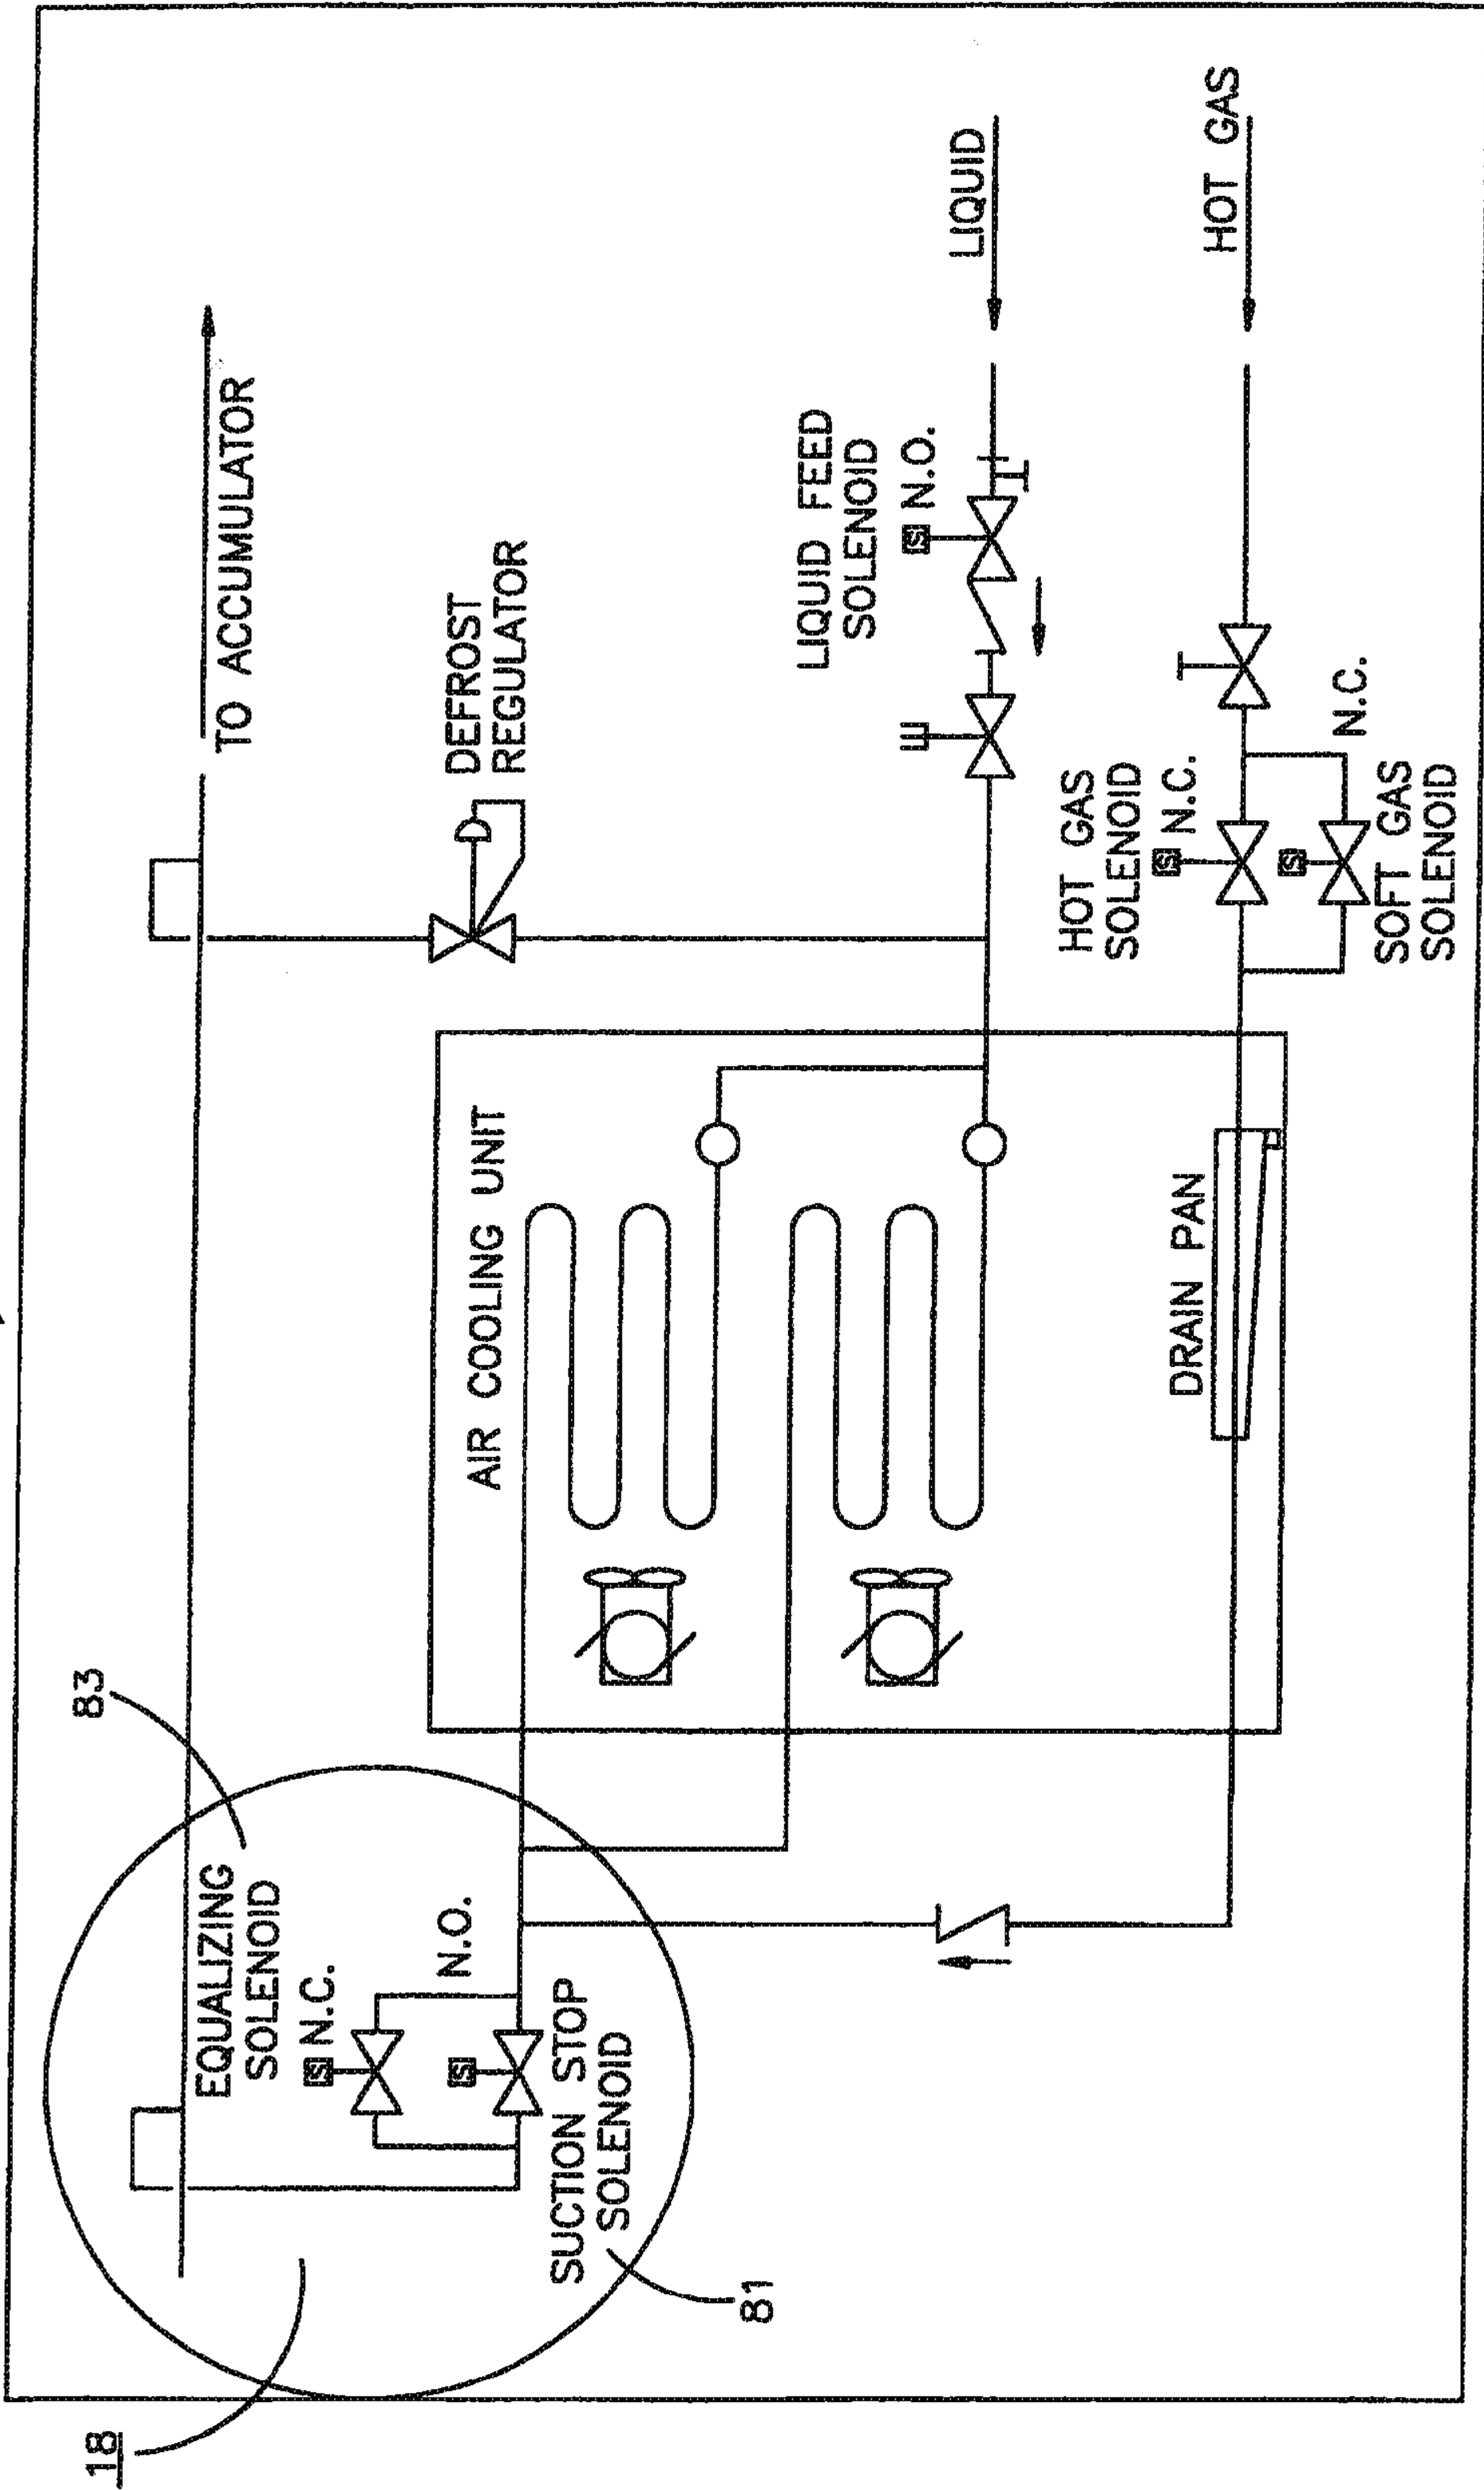 18
83
EQUALIZING
SOLENOID
N.C.
S
N.O.
S
SUCTION STOP
SOLENOID
81
TO ACCUMULATOR
DEFROST
REGULATOR
AIR COOLING UNIT
LIQUID FEED
SOLENOID
S
N.O.
LIQUID
HOT GAS
SOLENOID
S
N.C.
HOT GAS
S
N.C.
SOFT GAS
SOLENOID
DRAIN PAN